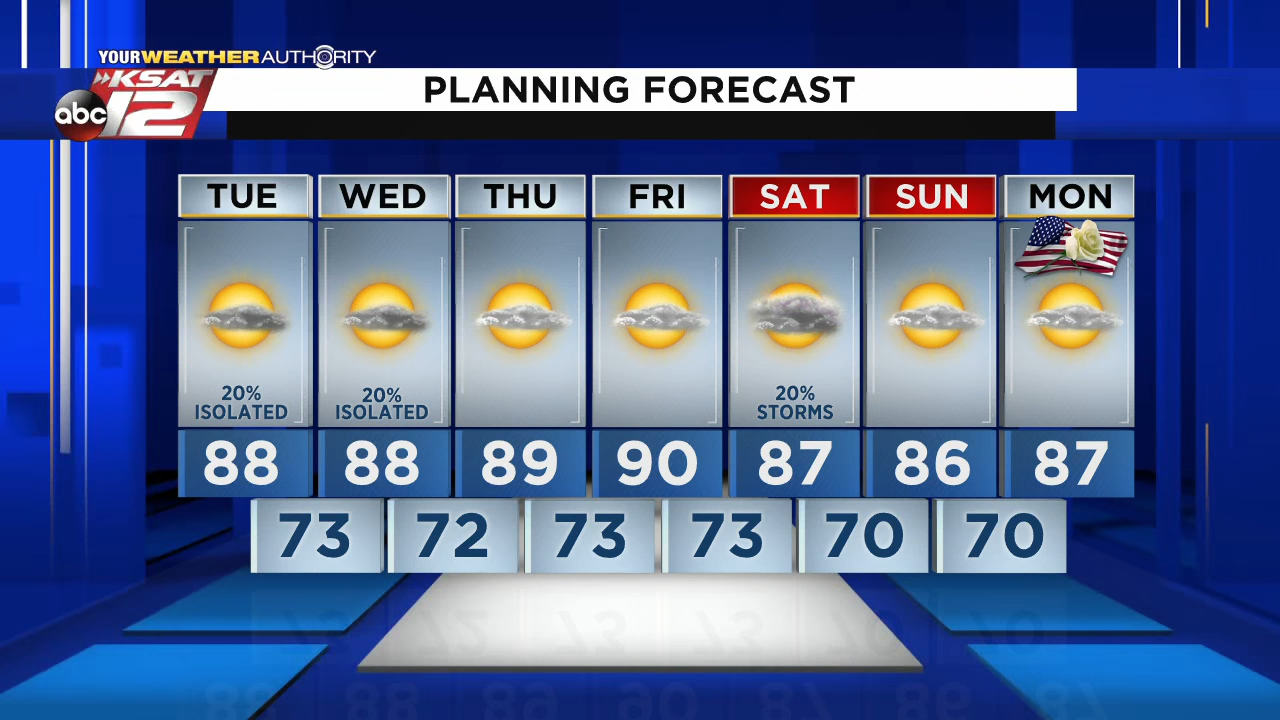 YOURWEATHERAUTHORITY
KSAT
abc 12
PLANNING FORECAST
TUE WED THU FRI SAT SUN MON
20% 20% 20%
ISOLATED ISOLATED STORMS
88 88 89 90 87 86 87
73 72 73 73 70 70